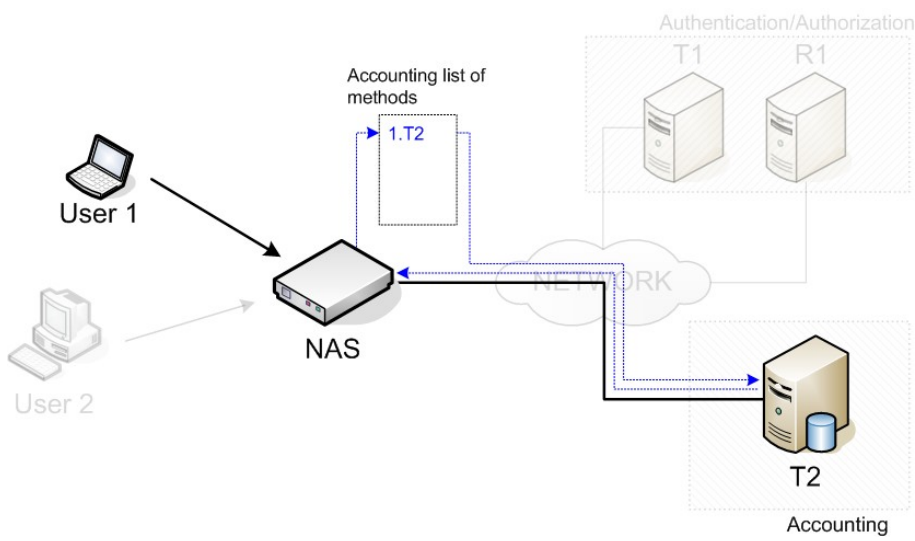 Authentication/Authorization
T1
R1
Accounting list of
methods
1.T2
User 1
NETWORK
NAS
User 2
T2
Accounting